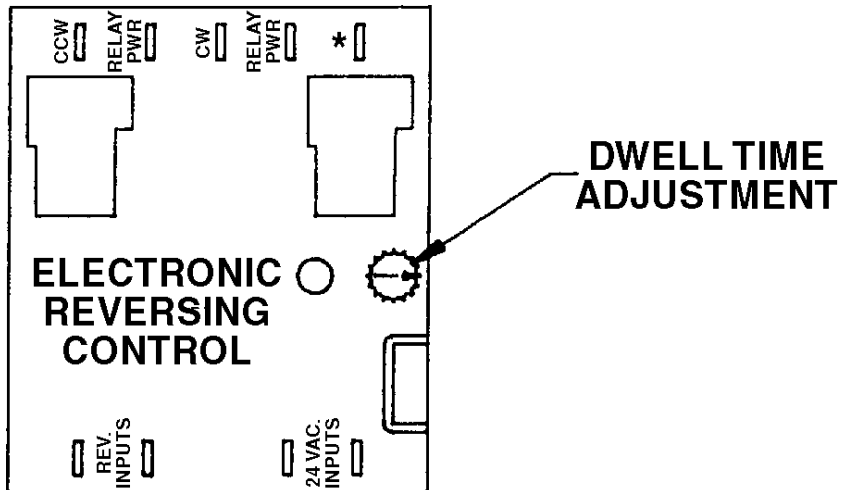 CCW
RELAY
PWR
CW
RELAY
PWR
*
DWELL TIME
ADJUSTMENT
ELECTRONIC
REVERSING
CONTROL
REV.
INPUTS
24 VAC.
INPUTS